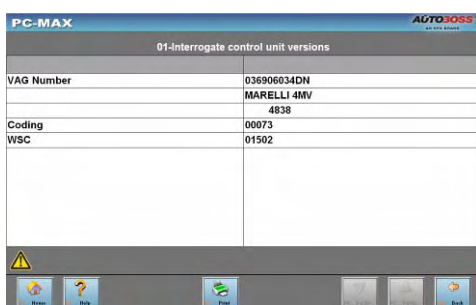 PC-MAX
AUTOBOSS
01-Interrogate control unit versions
VAG Number 036906034DN
MARELLI 4MV
4838
Coding 00073
WSC 01502
Home
Help
Print
Back